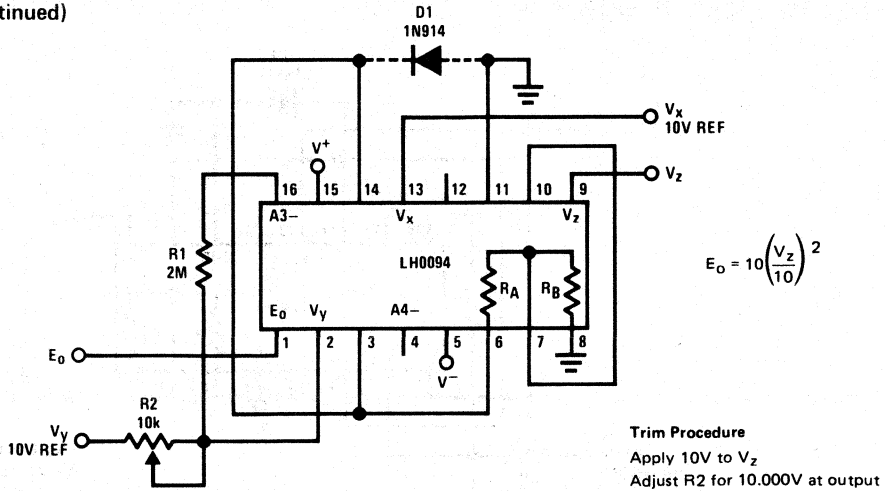 tinued)
D1
1N914
Vx
10V REF
V+
Vz
16 15 14 13 12 11 10 9
A3− Vx Vz
R1
2M
LH0094
RA RB
Eo = 10(Vz/10)2
Eo Vy A4−
1 2 3 4 5 6 7 8
Eo
V−
R2
10k
Vy
10V REF
Trim Procedure
Apply 10V to Vz
Adjust R2 for 10.000V at output